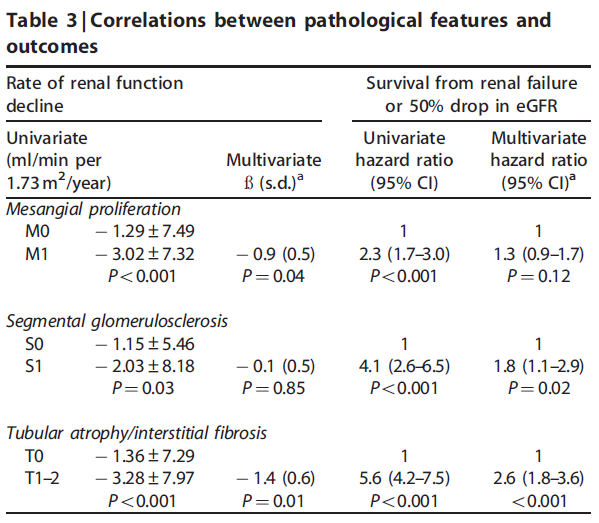 Table 3 | Correlations between pathological features and
outcomes
Rate of renal function
decline
Survival from renal failure
or 50% drop in eGFR
Univariate
(ml/min per
1.73 m²/year)
Multivariate
ß (s.d.)ᵃ
Univariate
hazard ratio
(95% CI)
Multivariate
hazard ratio
(95% CI)ᵃ
Mesangial proliferation
M0 − 1.29 ± 7.49 1 1
M1 − 3.02 ± 7.32 − 0.9 (0.5) 2.3 (1.7–3.0) 1.3 (0.9–1.7)
P < 0.001 P = 0.04 P < 0.001 P = 0.12
Segmental glomerulosclerosis
S0 − 1.15 ± 5.46 1 1
S1 − 2.03 ± 8.18 − 0.1 (0.5) 4.1 (2.6–6.5) 1.8 (1.1–2.9)
P = 0.03 P = 0.85 P < 0.001 P = 0.02
Tubular atrophy/interstitial fibrosis
T0 − 1.36 ± 7.29 1 1
T1–2 − 3.28 ± 7.97 − 1.4 (0.6) 5.6 (4.2–7.5) 2.6 (1.8–3.6)
P < 0.001 P = 0.01 P < 0.001 < 0.001